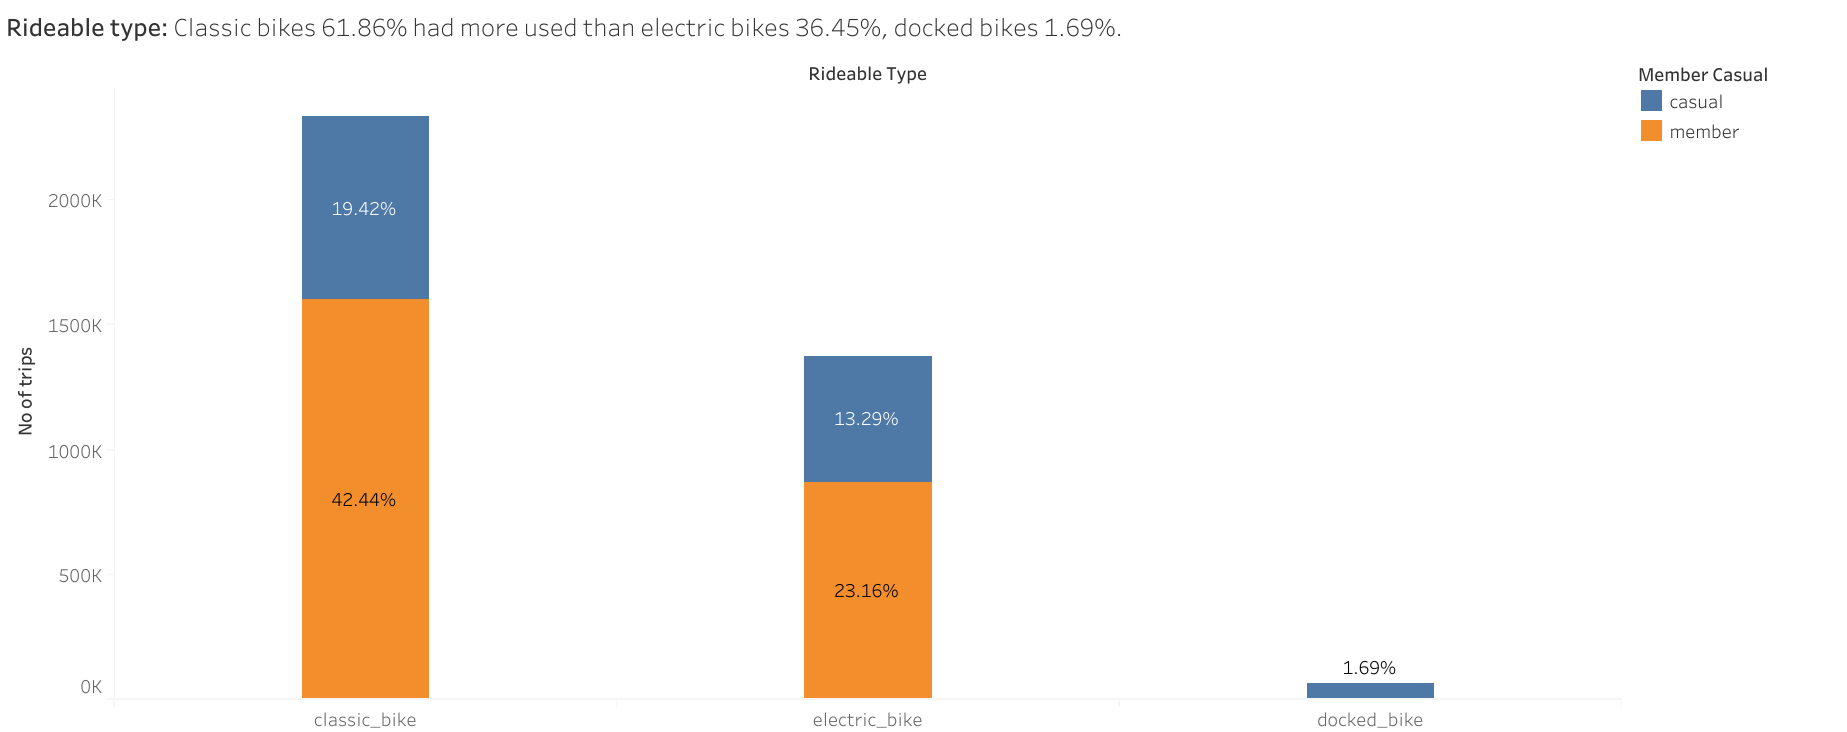 Rideable type: Classic bikes 61.86% had more used than electric bikes 36.45%, docked bikes 1.69%.
Rideable Type
Member Casual
casual
member
2000K
1500K
1000K
500K
0K
No of trips
19.42%
42.44%
13.29%
23.16%
1.69%
classic_bike
electric_bike
docked_bike